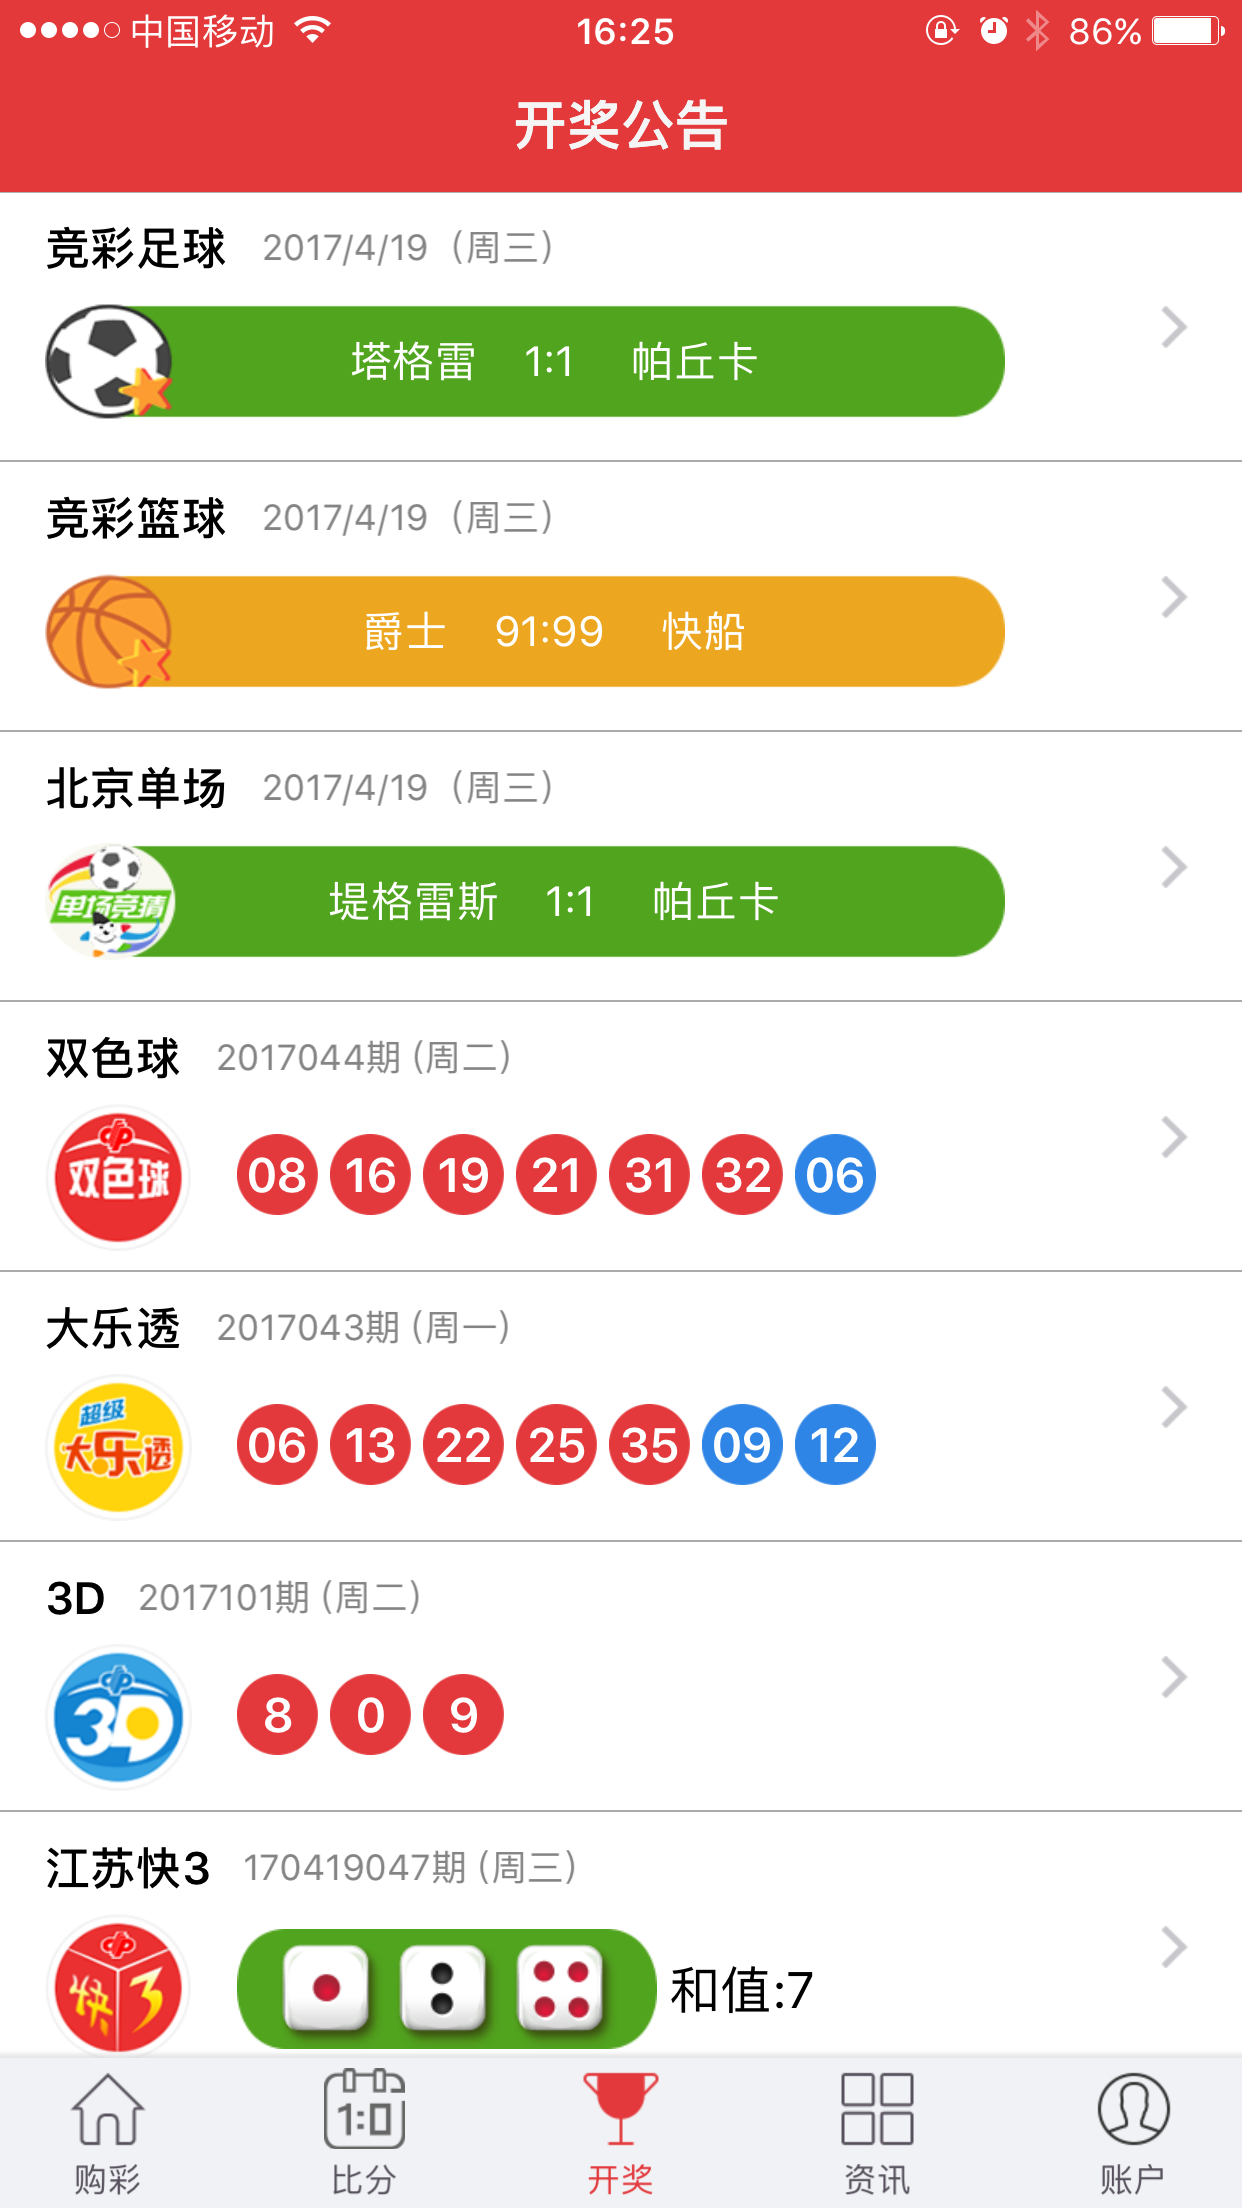 中国移动 16:25 86%
开奖公告
竞彩足球 2017/4/19（周三）
塔格雷 1:1 帕丘卡
竞彩篮球 2017/4/19（周三）
爵士 91:99 快船
北京单场 2017/4/19（周三）
单场竞猜 堤格雷斯 1:1 帕丘卡
双色球 2017044期 (周二)
双色球 08 16 19 21 31 32 06
大乐透 2017043期 (周一)
超级
大乐透 06 13 22 25 35 09 12
3D 2017101期 (周二)
3D 8 0 9
江苏快3 170419047期 (周三)
快3 和值:7
1:0
购彩 比分 开奖 资讯 账户